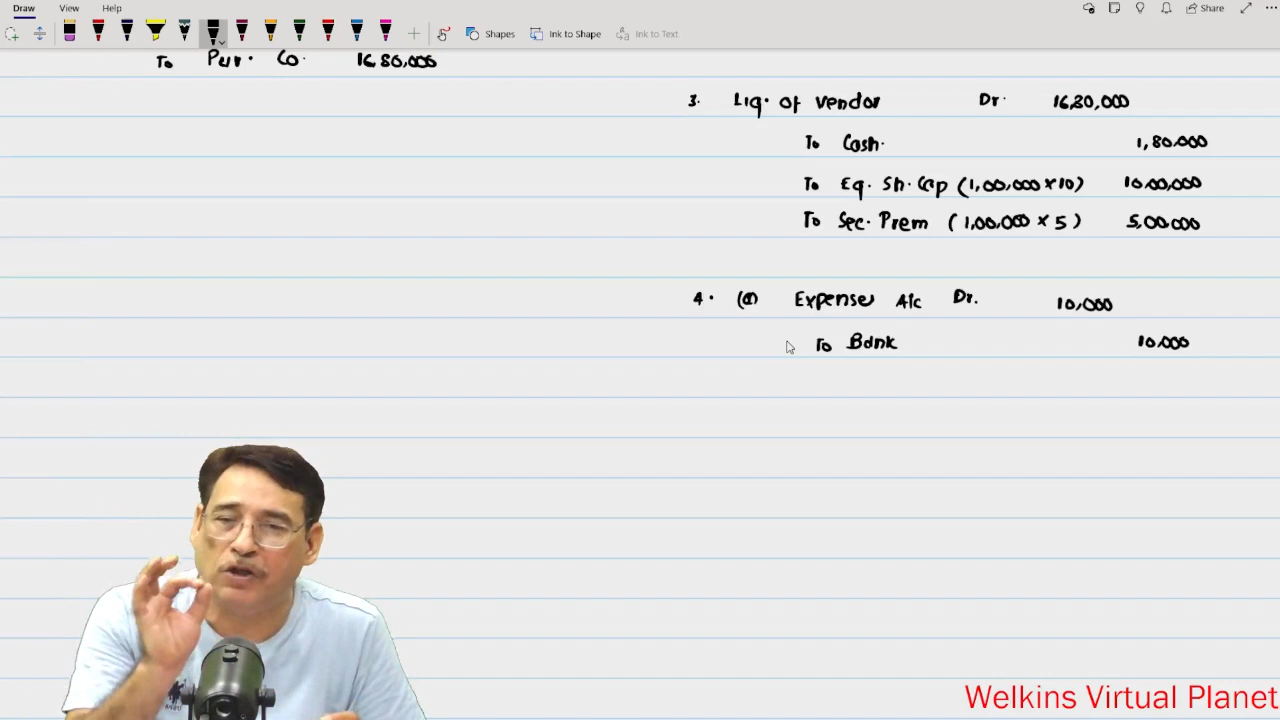 Draw View Help Share
Shapes Ink to Shape Ink to Text
To Pur. Co. 16,80,000
3. Liq. of vendor Dr. 16,80,000
To Cash. 1,80,000
To Eq. Sh. Cap (1,00,000 x 10) 10,00,000
To Sec. Prem (1,00,000 x 5) 5,00,000
4. (a) Expense A/c Dr. 10,000
To Bank 10,000
Welkins Virtual Planet